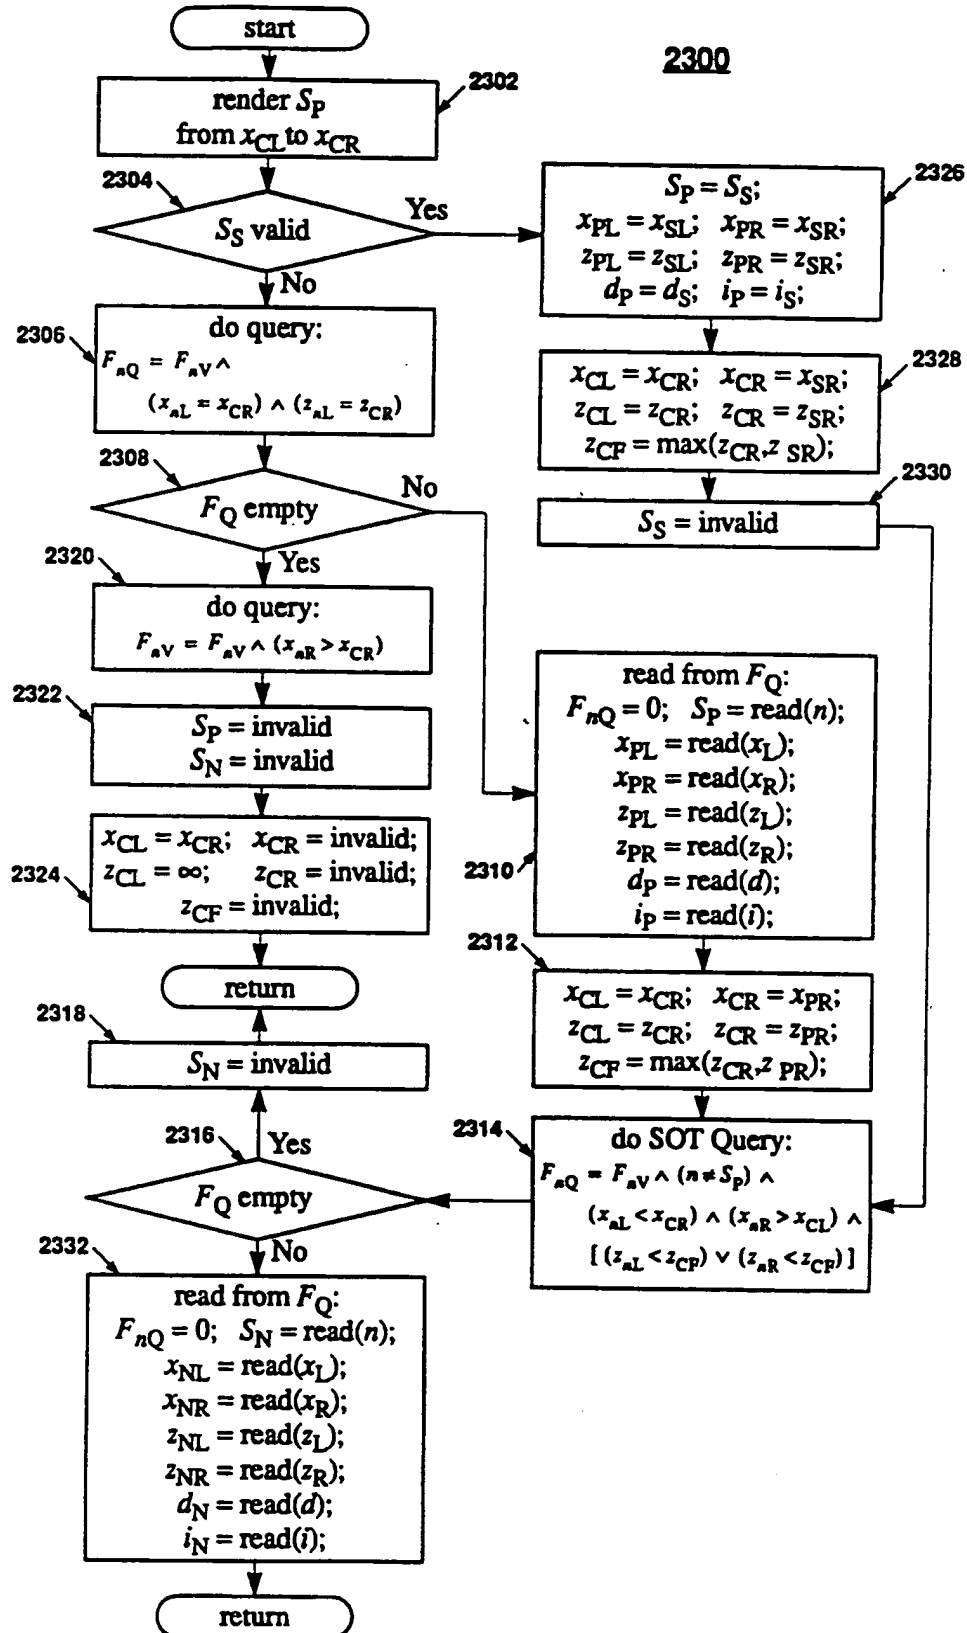 start
2300
2302
render S_P
from x_CL to x_CR
2304
S_S valid
Yes
No
2326
S_P = S_S;
x_PL = x_SL; x_PR = x_SR;
z_PL = z_SL; z_PR = z_SR;
d_P = d_S; i_P = i_S;
2306
do query:
F_nQ = F_nV ∧
(x_nL = x_CR) ∧ (z_nL = z_CR)
2328
x_CL = x_CR; x_CR = x_SR;
z_CL = z_CR; z_CR = z_SR;
z_CF = max(z_CR, z_SR);
2308
F_Q empty
No
Yes
2330
S_S = invalid
2320
do query:
F_nV = F_nV ∧ (x_nR > x_CR)
2322
S_P = invalid
S_N = invalid
2324
x_CL = x_CR; x_CR = invalid;
z_CL = ∞; z_CR = invalid;
z_CF = invalid;
return
2310
read from F_Q:
F_nQ = 0; S_P = read(n);
x_PL = read(x_L);
x_PR = read(x_R);
z_PL = read(z_L);
z_PR = read(z_R);
d_P = read(d);
i_P = read(i);
2312
x_CL = x_CR; x_CR = x_PR;
z_CL = z_CR; z_CR = z_PR;
z_CF = max(z_CR, z_PR);
2314
do SOT Query:
F_nQ = F_nV ∧ (n ≠ S_P) ∧
(x_nL < x_CR) ∧ (x_nR > x_CL) ∧
[(z_nL < z_CF) ∨ (z_nR < z_CF)]
2318
S_N = invalid
2316
Yes
F_Q empty
No
2332
read from F_Q:
F_nQ = 0; S_N = read(n);
x_NL = read(x_L);
x_NR = read(x_R);
z_NL = read(z_L);
z_NR = read(z_R);
d_N = read(d);
i_N = read(i);
return